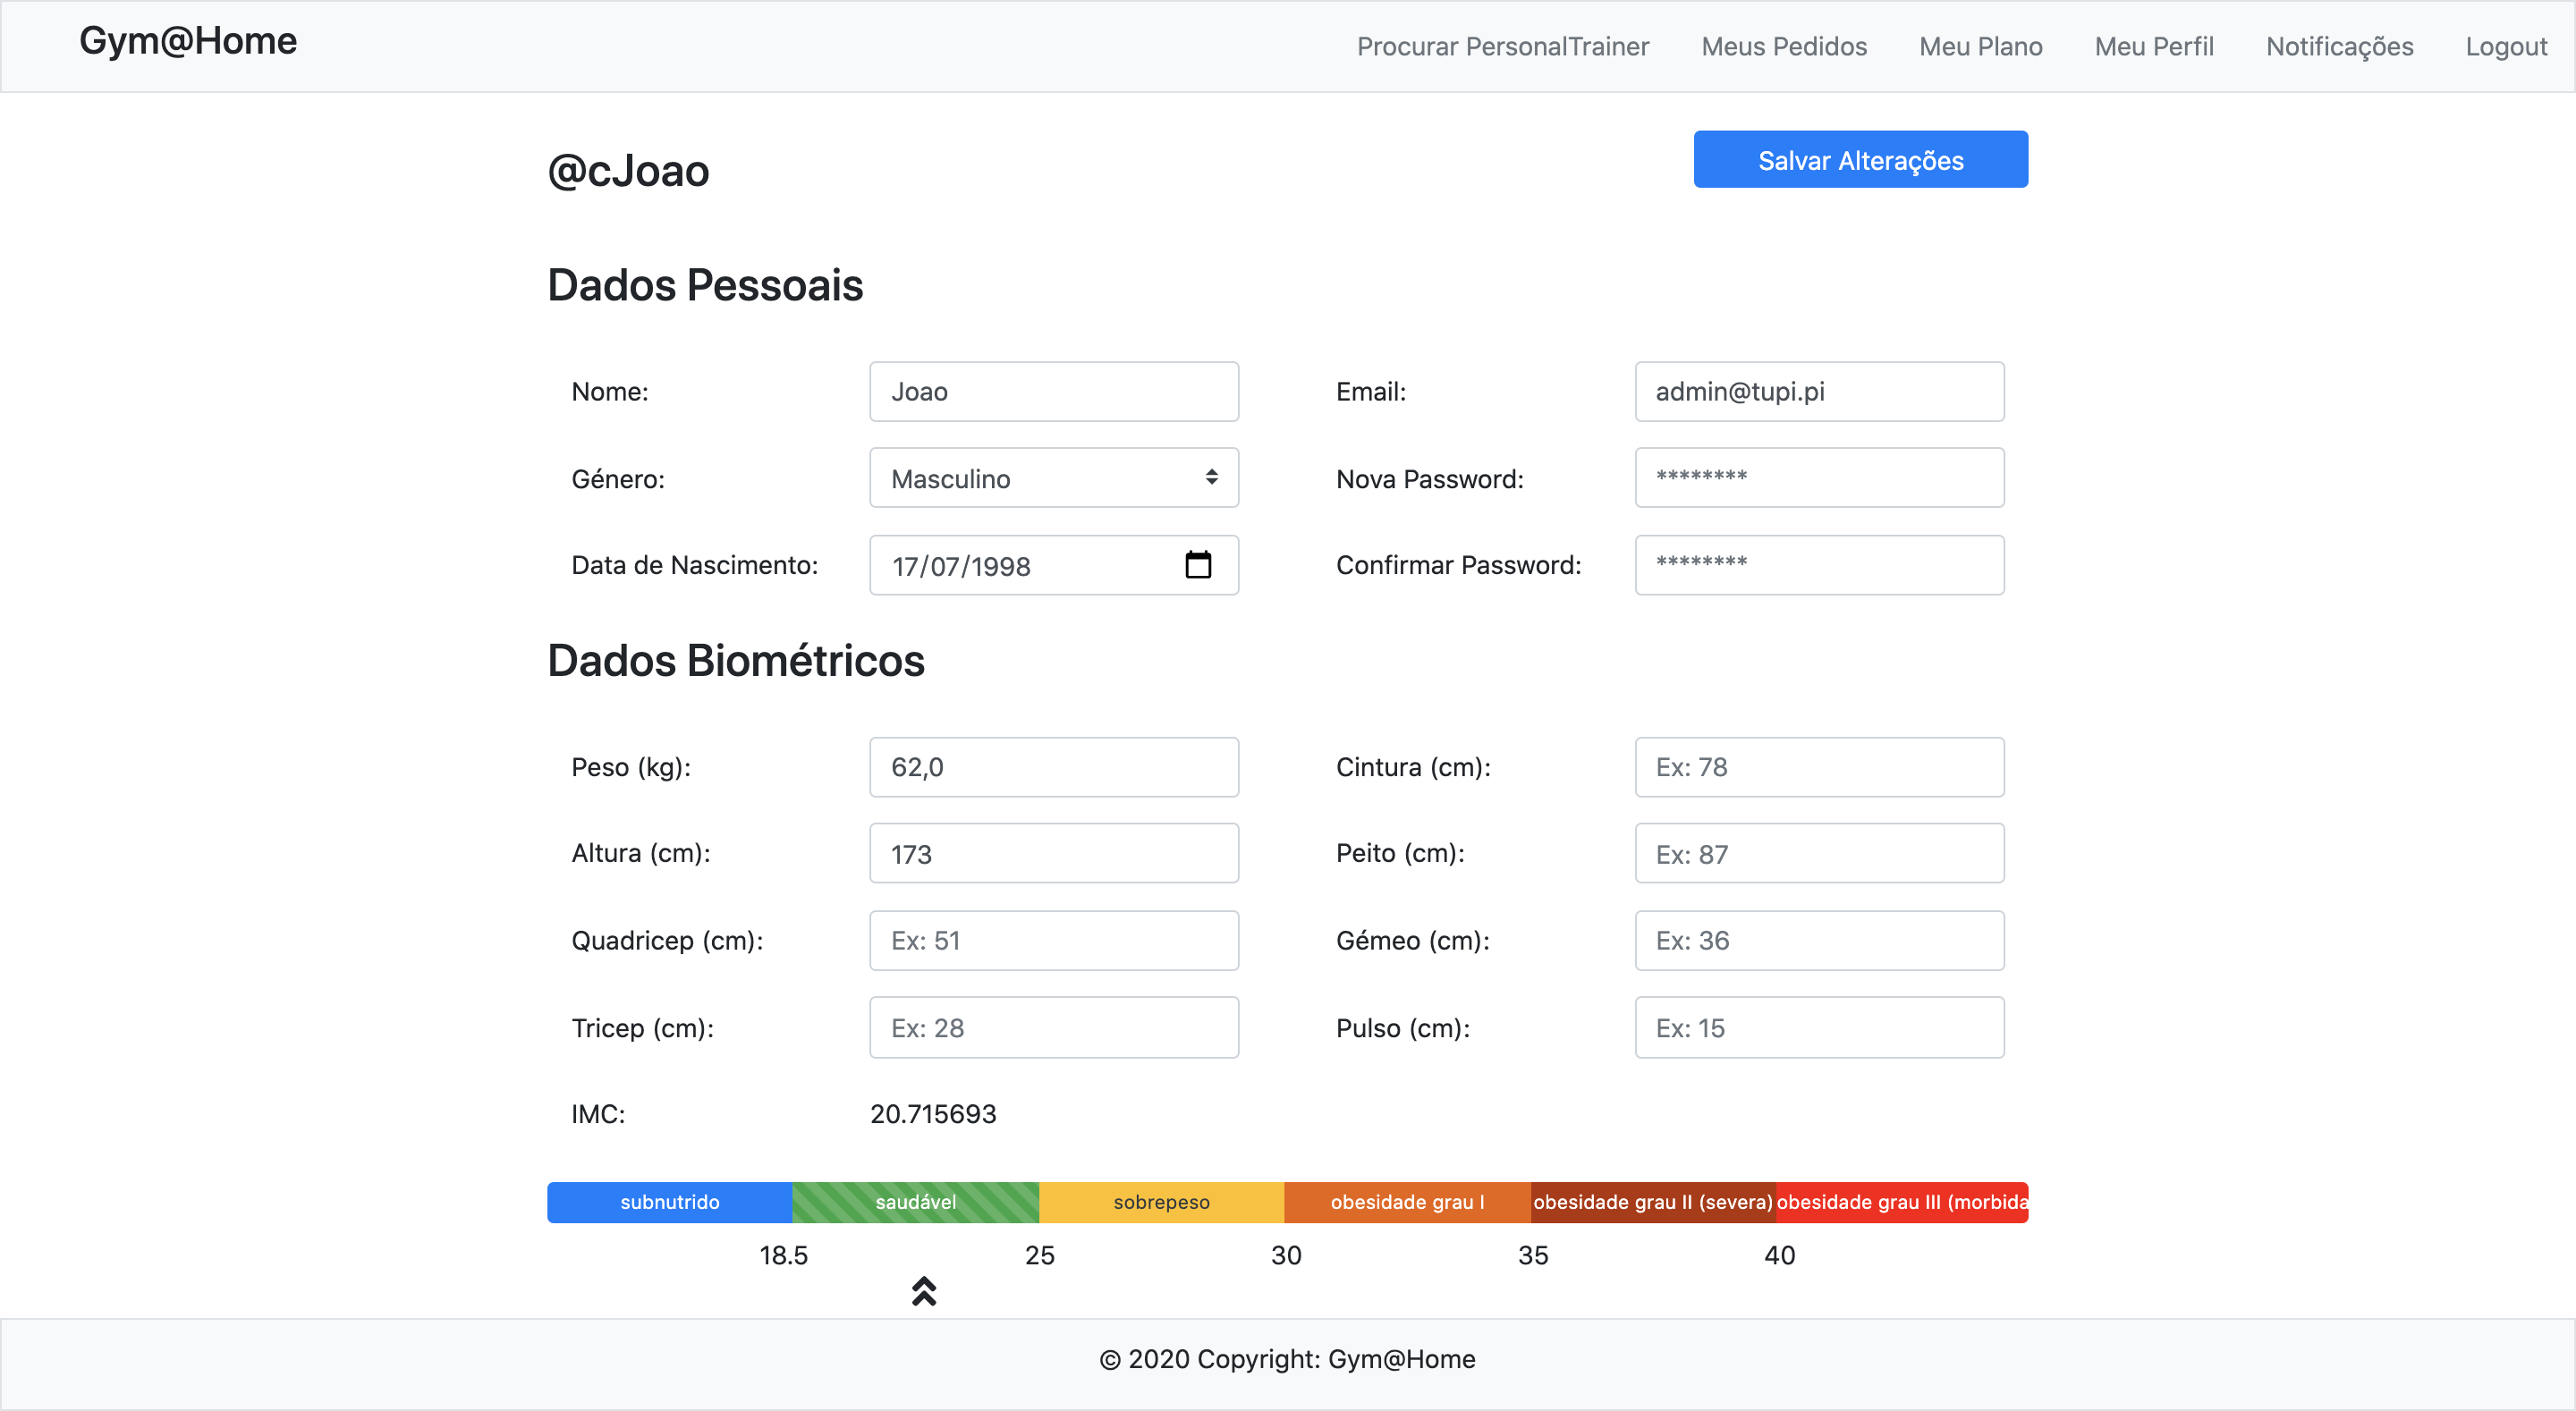 Gym@Home
Procurar PersonalTrainer Meus Pedidos Meu Plano Meu Perfil Notificações Logout
@cJoao
Salvar Alterações
Dados Pessoais
Nome: Joao Email: admin@tupi.pi
Género: Masculino Nova Password: ********
Data de Nascimento: 17/07/1998 Confirmar Password: ********
Dados Biométricos
Peso (kg): 62,0 Cintura (cm): Ex: 78
Altura (cm): 173 Peito (cm): Ex: 87
Quadricep (cm): Ex: 51 Gémeo (cm): Ex: 36
Tricep (cm): Ex: 28 Pulso (cm): Ex: 15
IMC: 20.715693
subnutrido saudável sobrepeso obesidade grau I obesidade grau II (severa) obesidade grau III (morbida
18.5 25 30 35 40
© 2020 Copyright: Gym@Home